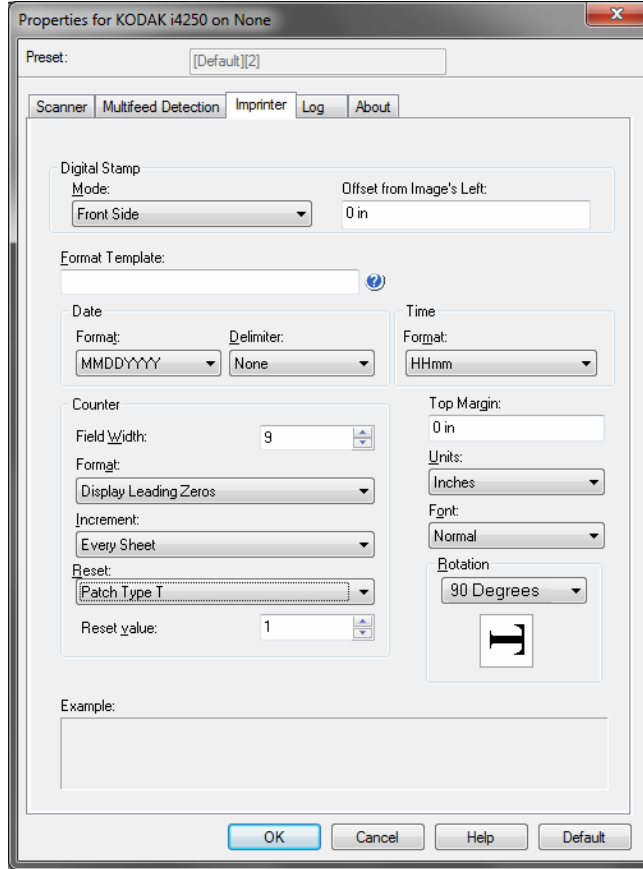 Properties for KODAK i4250 on None
Preset: [Default][2]
Scanner Multifeed Detection Imprinter Log About
Digital Stamp
Mode: Offset from Image's Left:
Front Side 0 in
Format Template:
Date Time
Format: Delimiter: Format:
MMDDYYYY None HHmm
Counter Top Margin:
Field Width: 9 0 in
Format: Units:
Display Leading Zeros Inches
Increment: Font:
Every Sheet Normal
Reset: Rotation
Patch Type T 90 Degrees
Reset value: 1 T
Example:
OK Cancel Help Default